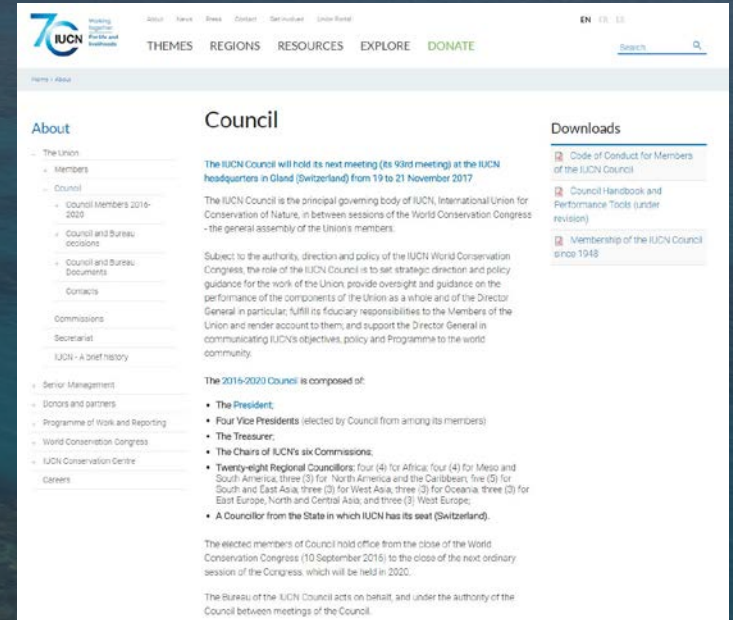 70 IUCN
Working
together
For life and
livelihoods
About News Press Contact Get involved Union Portal
EN FR ES
THEMES REGIONS RESOURCES EXPLORE DONATE
Search
Home > About
About
The Union
Members
Council
Council Members 2016-
2020
Council and Bureau
decisions
Council and Bureau
Documents
Contacts
Commissions
Secretariat
IUCN - A brief history
Senior Management
Donors and partners
Programme of Work and Reporting
World Conservation Congress
IUCN Conservation Centre
Careers
Council
The IUCN Council will hold its next meeting (its 93rd meeting) at the IUCN
headquarters in Gland (Switzerland) from 19 to 21 November 2017
The IUCN Council is the principal governing body of IUCN, International Union for
Conservation of Nature, in between sessions of the World Conservation Congress
- the general assembly of the Union's members.
Subject to the authority, direction and policy of the IUCN World Conservation
Congress, the role of the IUCN Council is to set strategic direction and policy
guidance for the work of the Union; provide oversight and guidance on the
performance of the components of the Union as a whole and of the Director
General in particular; fulfill its fiduciary responsibilities to the Members of the
Union and render account to them; and support the Director General in
communicating IUCN's objectives, policy and Programme to the world
community.
The 2016-2020 Council is composed of:
• The President;
• Four Vice Presidents (elected by Council from among its members)
• The Treasurer;
• The Chairs of IUCN's six Commissions;
• Twenty-eight Regional Councillors: four (4) for Africa; four (4) for Meso and
South America; three (3) for North America and the Caribbean; five (5) for
South and East Asia; three (3) for West Asia; three (3) for Oceania; three (3) for
East Europe, North and Central Asia; and three (3) West Europe;
• A Councillor from the State in which IUCN has its seat (Switzerland).
The elected members of Council hold office from the close of the World
Conservation Congress (10 September 2016) to the close of the next ordinary
session of the Congress, which will be held in 2020.
The Bureau of the IUCN Council acts on behalf, and under the authority of the
Council between meetings of the Council.
Downloads
Code of Conduct for Members
of the IUCN Council
Council Handbook and
Performance Tools (under
revision)
Membership of the IUCN Council
since 1948